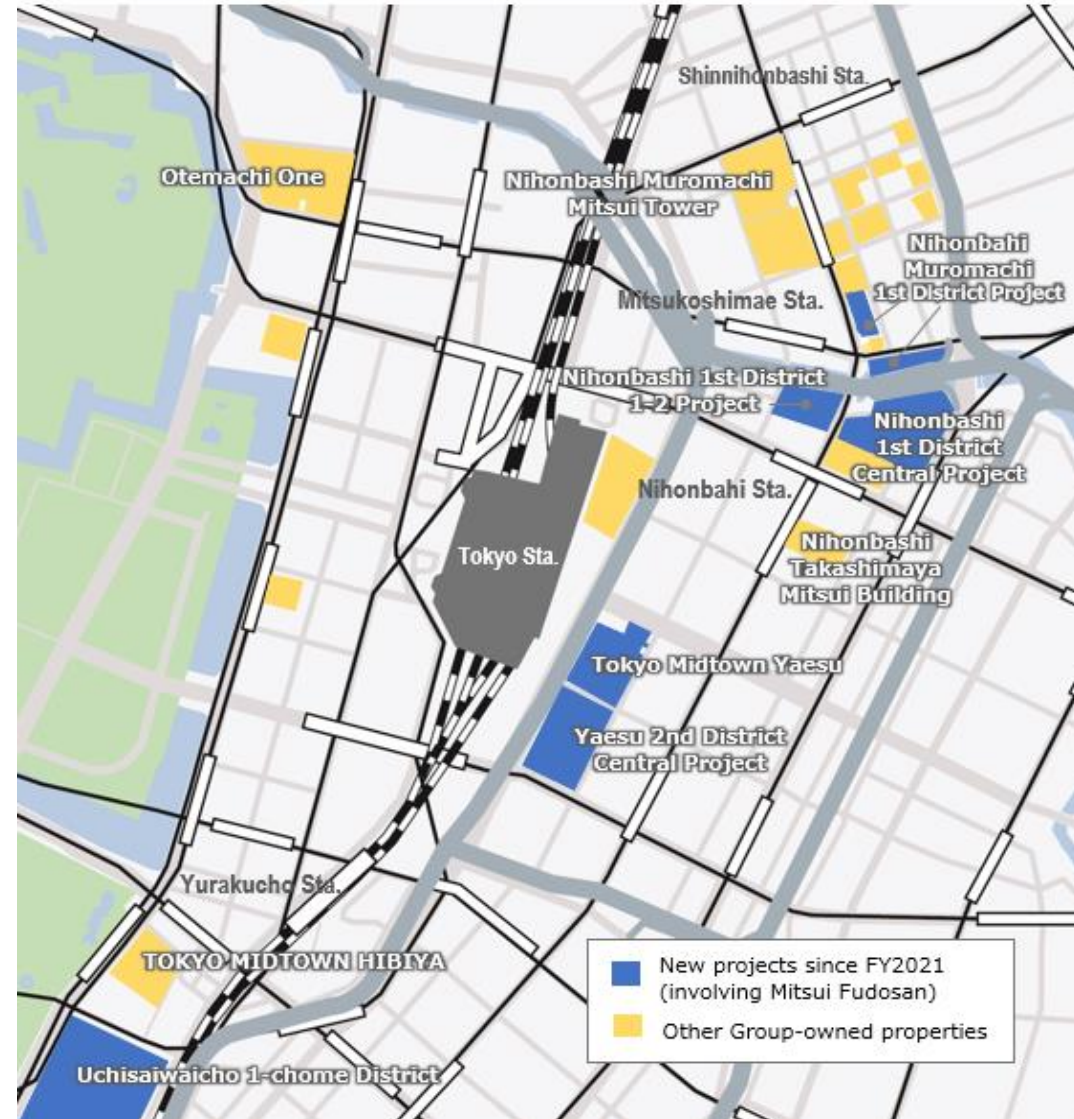 Shinnihonbashi Sta.
Otemachi One
Nihonbashi Muromachi
Mitsui Tower
Nihonbahi
Muromachi
1st District Project
Mitsukoshimae Sta.
Nihonbashi 1st District
1-2 Project
Nihonbashi
1st District
Central Project
Nihonbahi Sta.
Tokyo Sta.
Nihonbashi
Takashimaya
Mitsui Building
Tokyo Midtown Yaesu
Yaesu 2nd District
Central Project
Yurakucho Sta.
TOKYO MIDTOWN HIBIYA
New projects since FY2021
(involving Mitsui Fudosan)
Other Group-owned properties
Uchisaiwaicho 1-chome District